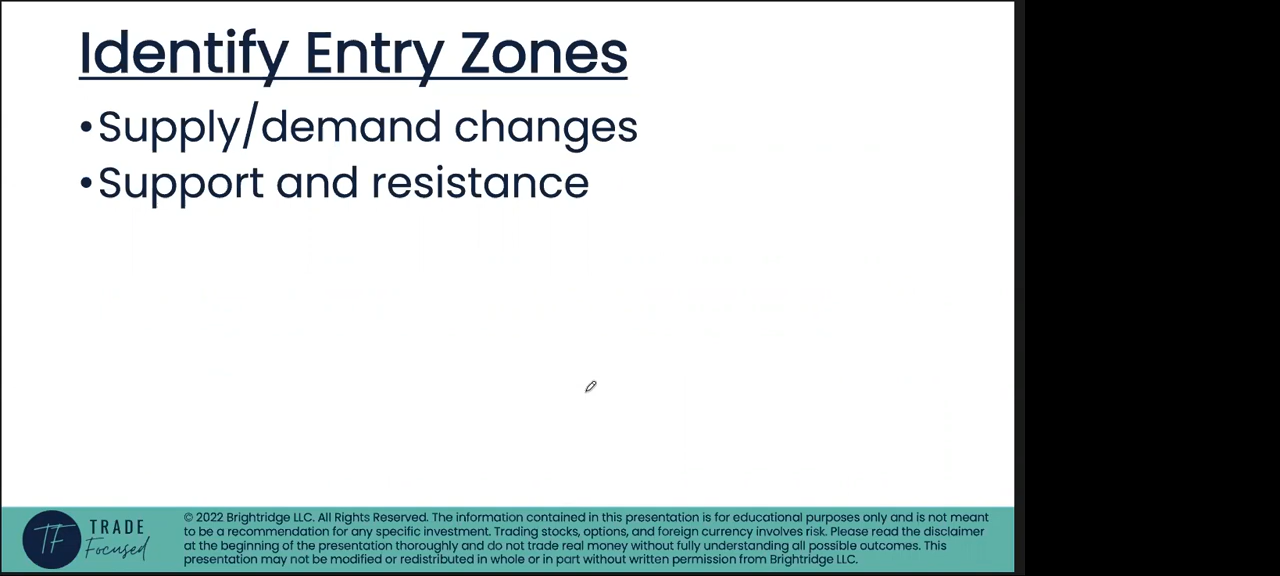 Identify Entry Zones
•Supply/demand changes
•Support and resistance
TF
TRADE
Focused
© 2022 Brightridge LLC. All Rights Reserved. The information contained in this presentation is for educational purposes only and is not meant
to be a recommendation for any specific investment. Trading stocks, options, and foreign currency involves risk. Please read the disclaimer
at the beginning of the presentation thoroughly and do not trade real money without fully understanding all possible outcomes. This
presentation may not be modified or redistributed in whole or in part without written permission from Brightridge LLC.